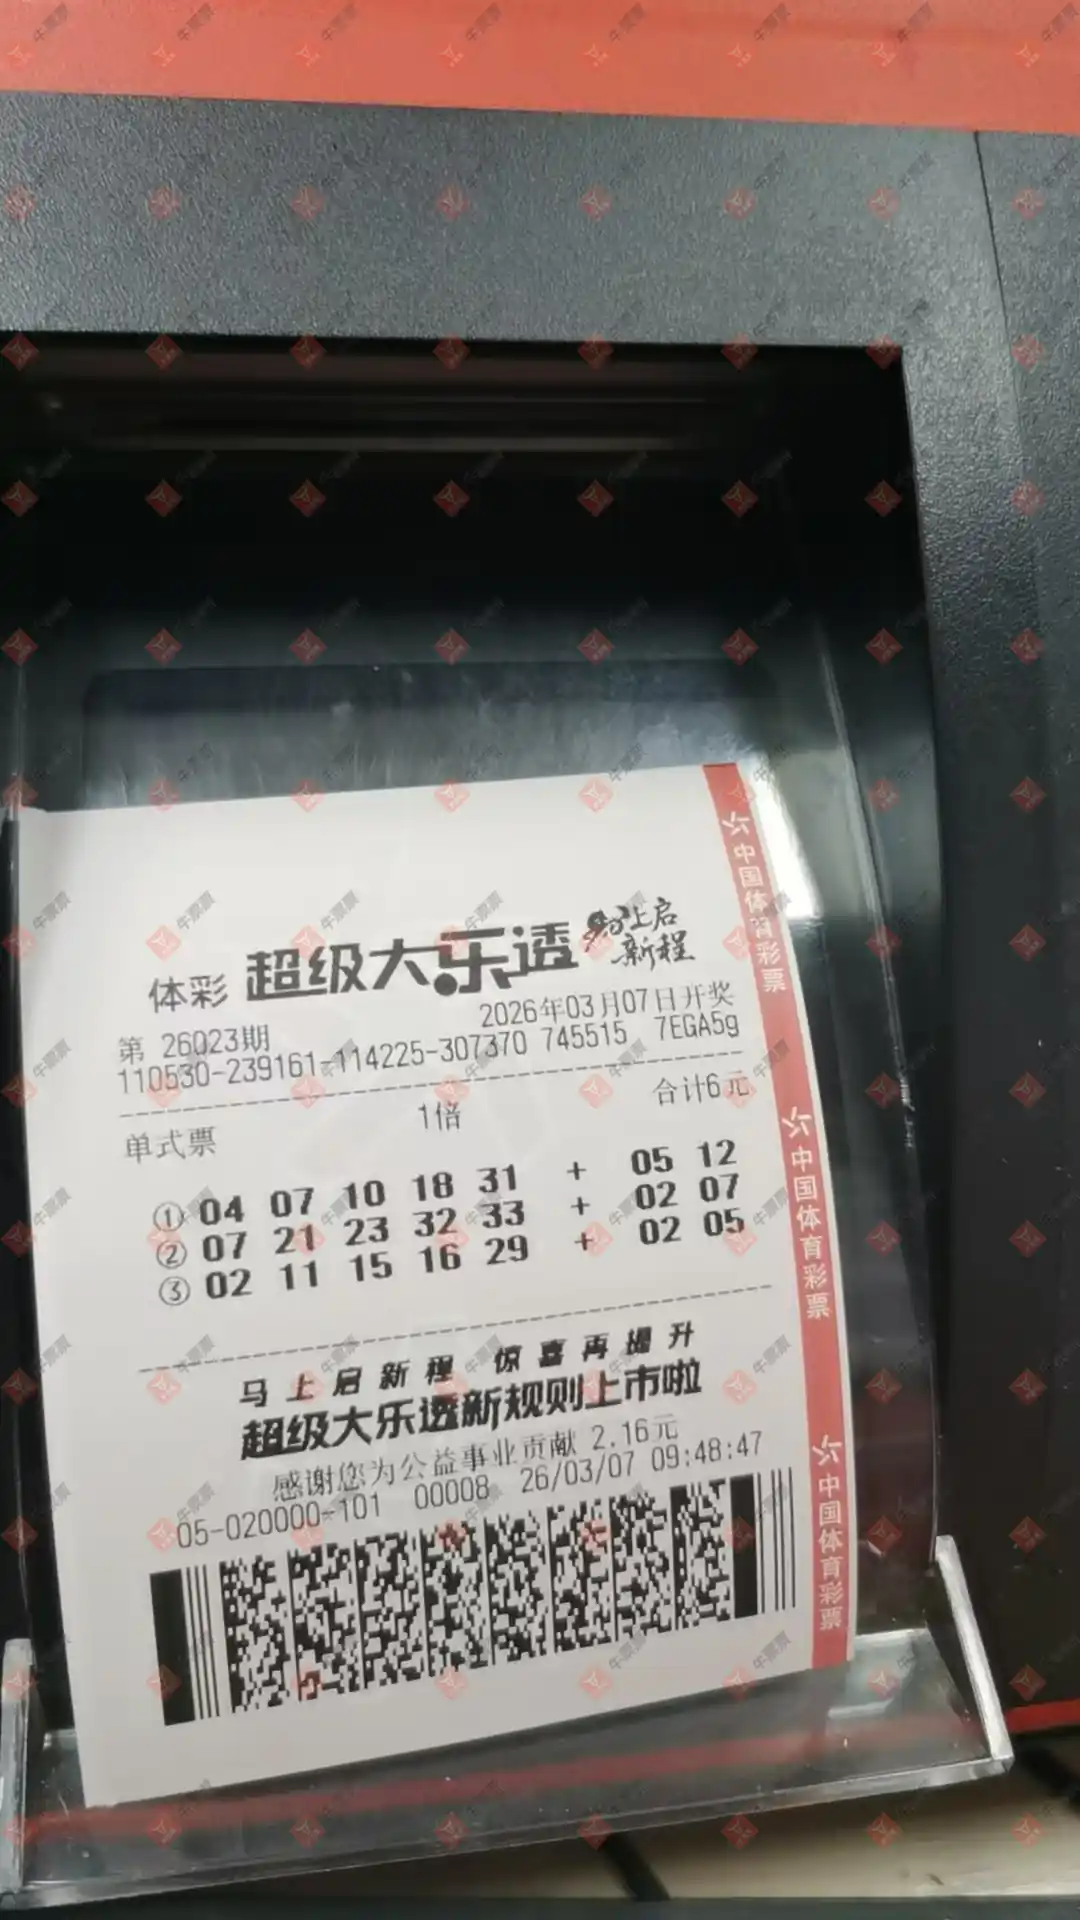 体彩 超级大乐透 马上启新程
第 26023期 2026年03月07日开奖
110530-239161-114225-307370 745515 7EGA5g
单式票 1倍 合计6元
① 04 07 10 18 31 + 05 12
② 07 21 23 32 33 + 02 07
③ 02 11 15 16 29 + 02 05
马上启新程 惊喜再提升
超级大乐透新规则上市啦
感谢您为公益事业贡献 2.16元
05-020000-101 00008 26/03/07 09:48:47
中国体育彩票
中国体育彩票
中国体育彩票
牛票票